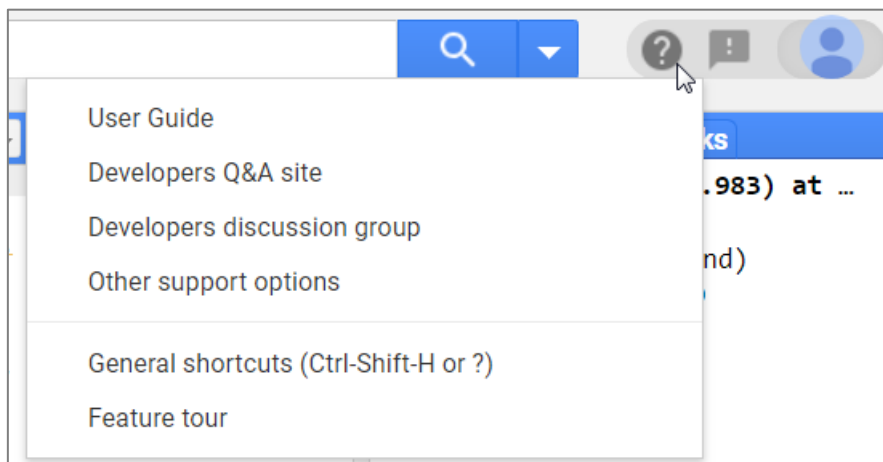 User Guide
ks
Developers Q&A site
.983) at …
Developers discussion group
nd)
Other support options
General shortcuts (Ctrl-Shift-H or ?)
Feature tour